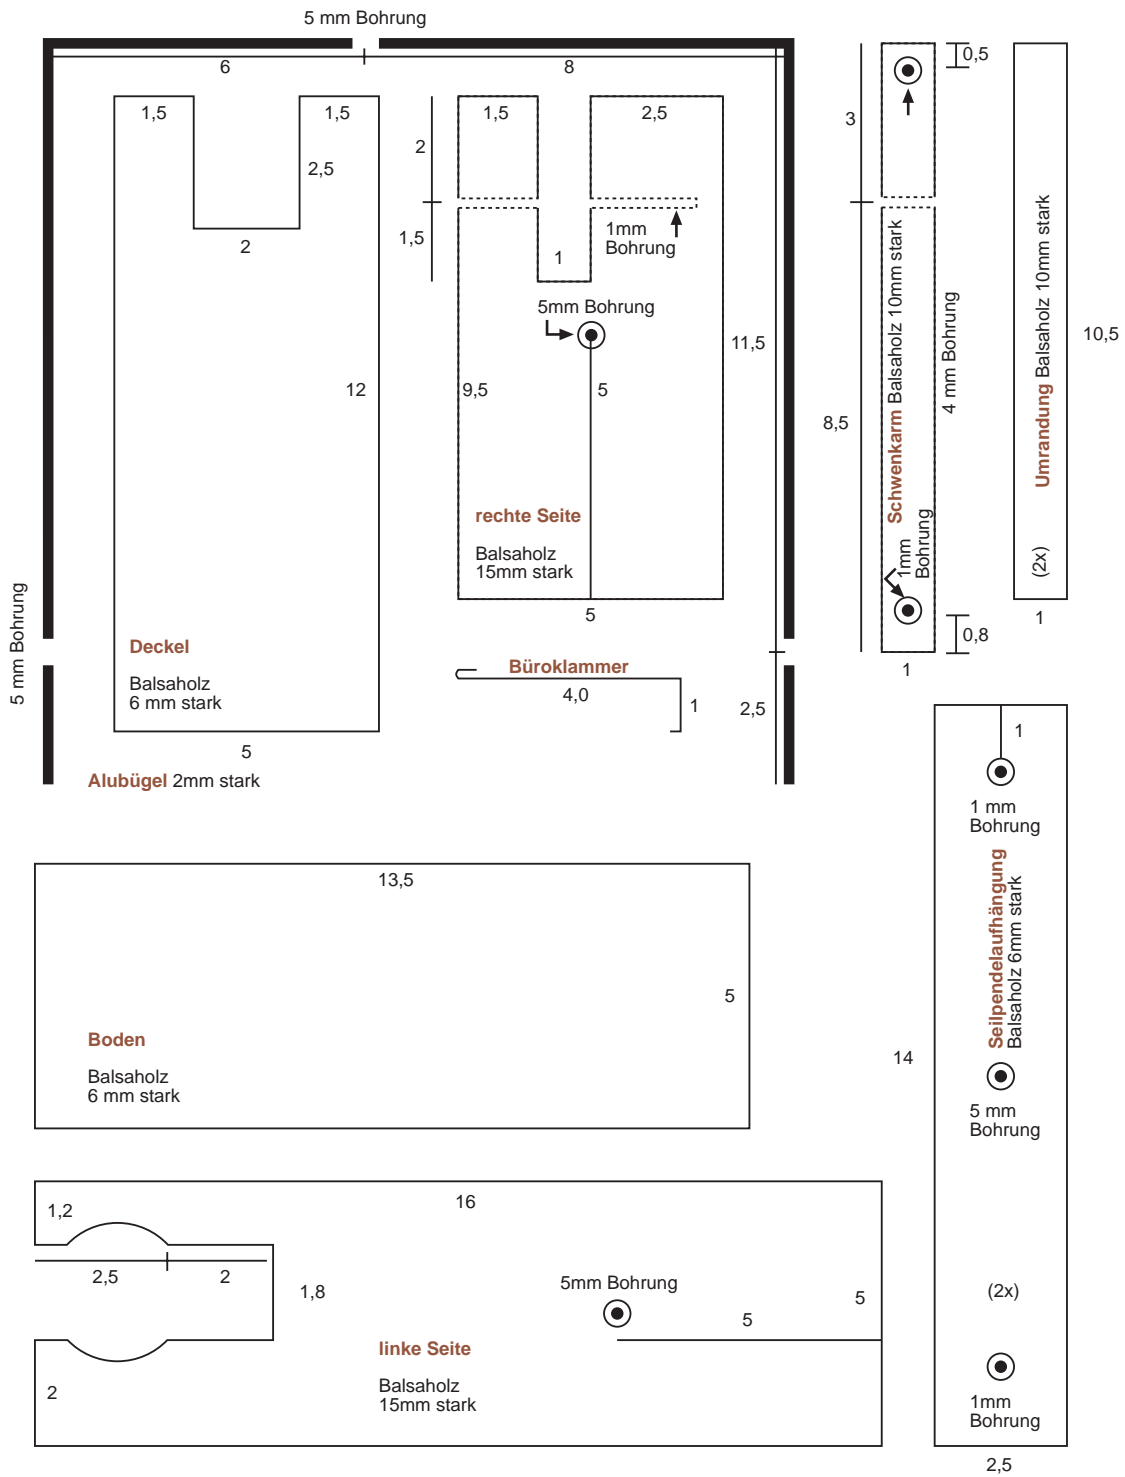 5 mm Bohrung
6
8
1,5
1,5
2,5
2
12
Deckel
Balsaholz
6 mm stark
5
Alubügel 2mm stark
5 mm Bohrung
2
1,5
1,5
2,5
1mm
Bohrung
1
5mm Bohrung
9,5
5
11,5
rechte Seite
Balsaholz
15mm stark
5
Büroklammer
4,0
1
2,5
3
8,5
0,5
Schwenkarm Balsaholz 10mm stark
1mm
Bohrung
4 mm Bohrung
0,8
1
Umrandung Balsaholz 10mm stark
(2x)
10,5
1
13,5
5
Boden
Balsaholz
6 mm stark
1
1 mm
Bohrung
Seilpendelaufhängung
Balsaholz 6mm stark
14
5 mm
Bohrung
(2x)
1mm
Bohrung
2,5
16
1,2
2,5
2
1,8
5mm Bohrung
5
5
linke Seite
Balsaholz
15mm stark
2